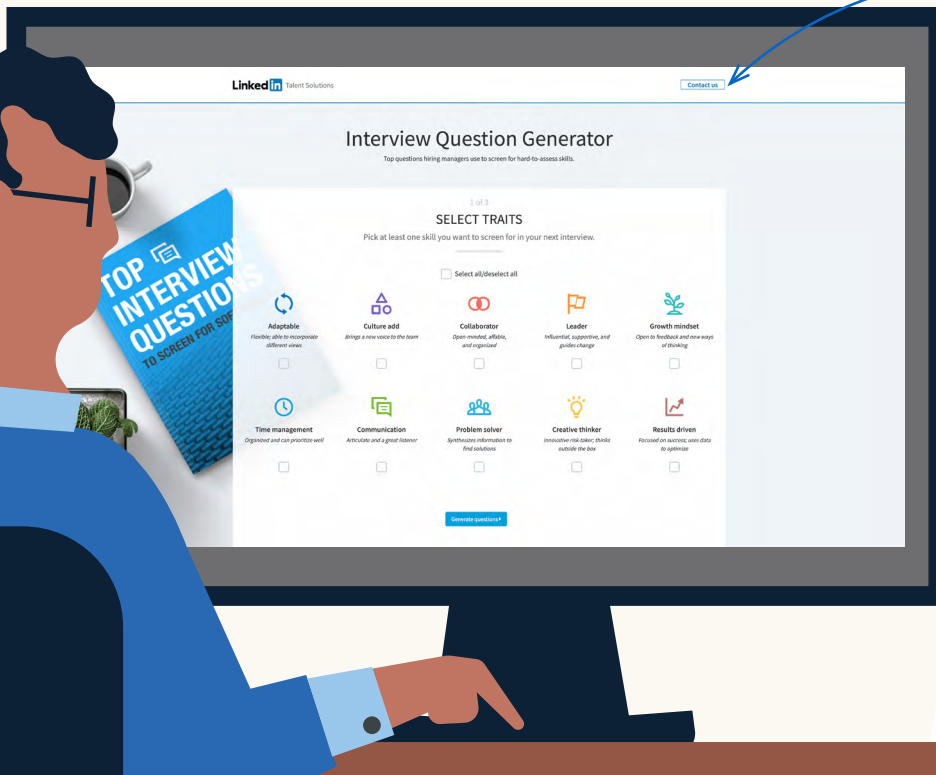 Linked in Talent Solutions
Contact us
Interview Question Generator
Top questions hiring managers use to screen for hard-to-assess skills.
1 of 3
SELECT TRAITS
Pick at least one skill you want to screen for in your next interview.
Select all/deselect all
TOP
INTERVIEW
QUESTIONS
TO SCREEN FOR SOF
Adaptable
Flexible; able to incorporate
different views
Culture add
Brings a new voice to the team
Collaborator
Open-minded, affable,
and organized
Leader
Influential, supportive, and
guides change
Growth mindset
Open to feedback and new ways
of thinking
Time management
Organized and can prioritize well
Communication
Articulate and a great listener
Problem solver
Synthesizes information to
find solutions
Creative thinker
Innovative risk-taker; thinks
outside the box
Results driven
Focused on success; uses data
to optimize
Generate questions